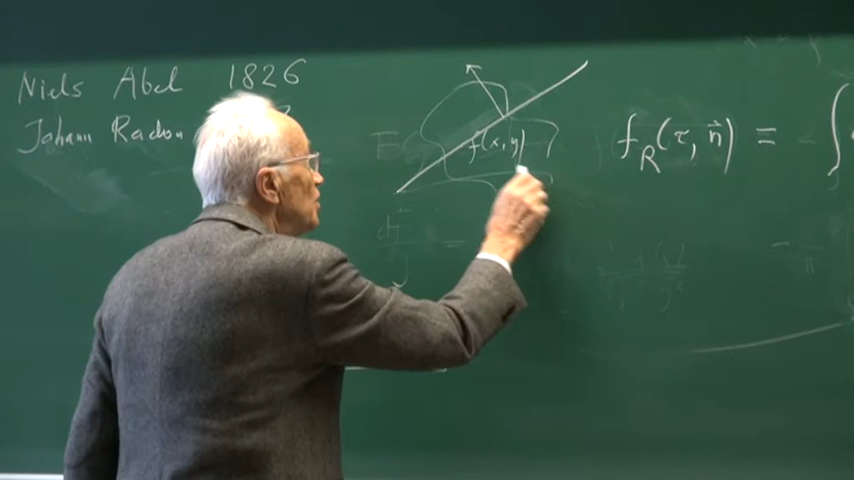 Niels Abel 1826
Johann Radon
f(x, y)
f_R(τ, n⃗) = ∫